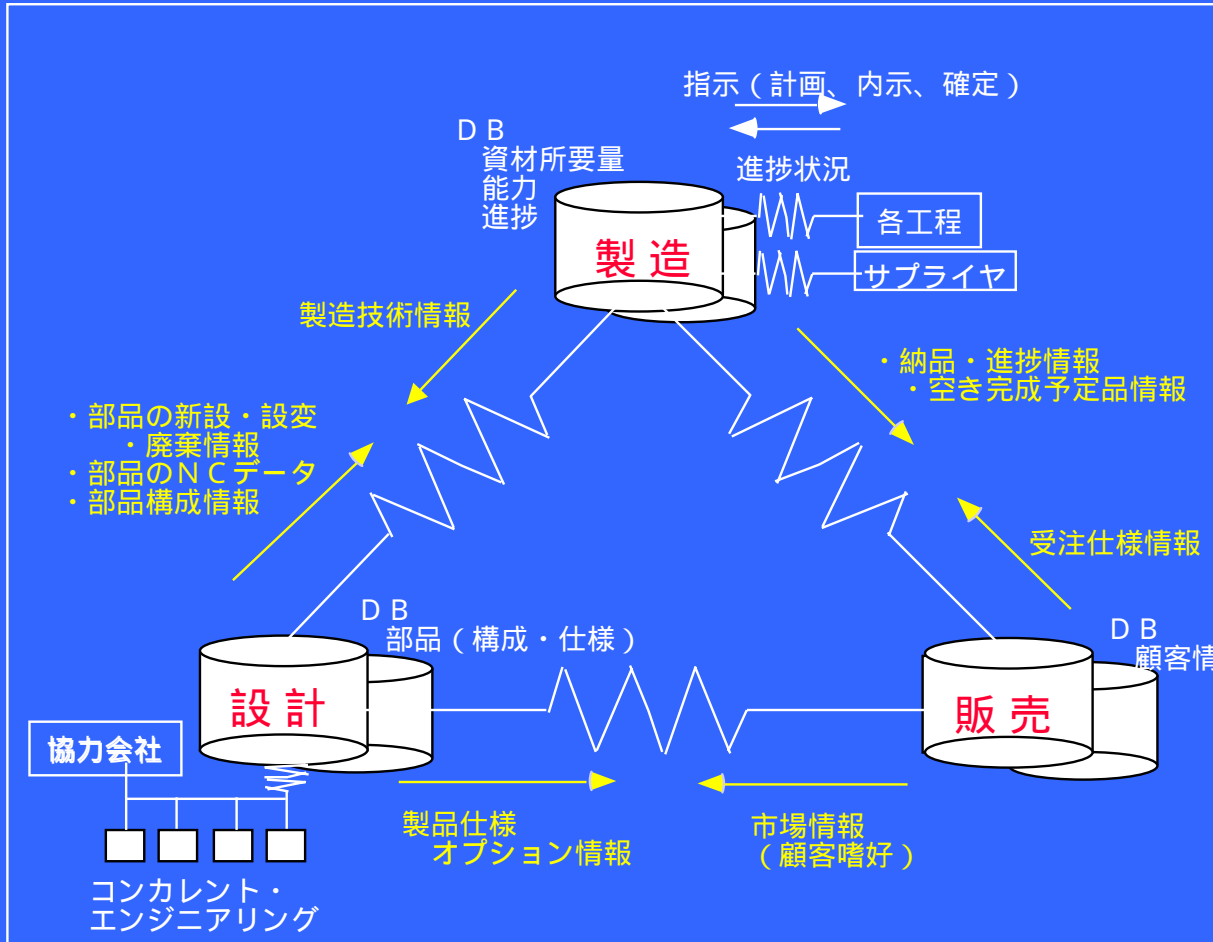 指示（計画、内示、確定）
ＤＢ
資材所要量
能力
進捗
進捗状況
各工程
サプライヤ
製造
製造技術情報
・納品・進捗情報
・空き完成予定品情報
・部品の新設・設変
・廃棄情報
・部品のＮＣデータ
・部品構成情報
受注仕様情報
ＤＢ
部品（構成・仕様）
ＤＢ
顧客情
設計
販売
協力会社
製品仕様
オプション情報
市場情報
（顧客嗜好）
コンカレント・
エンジニアリング